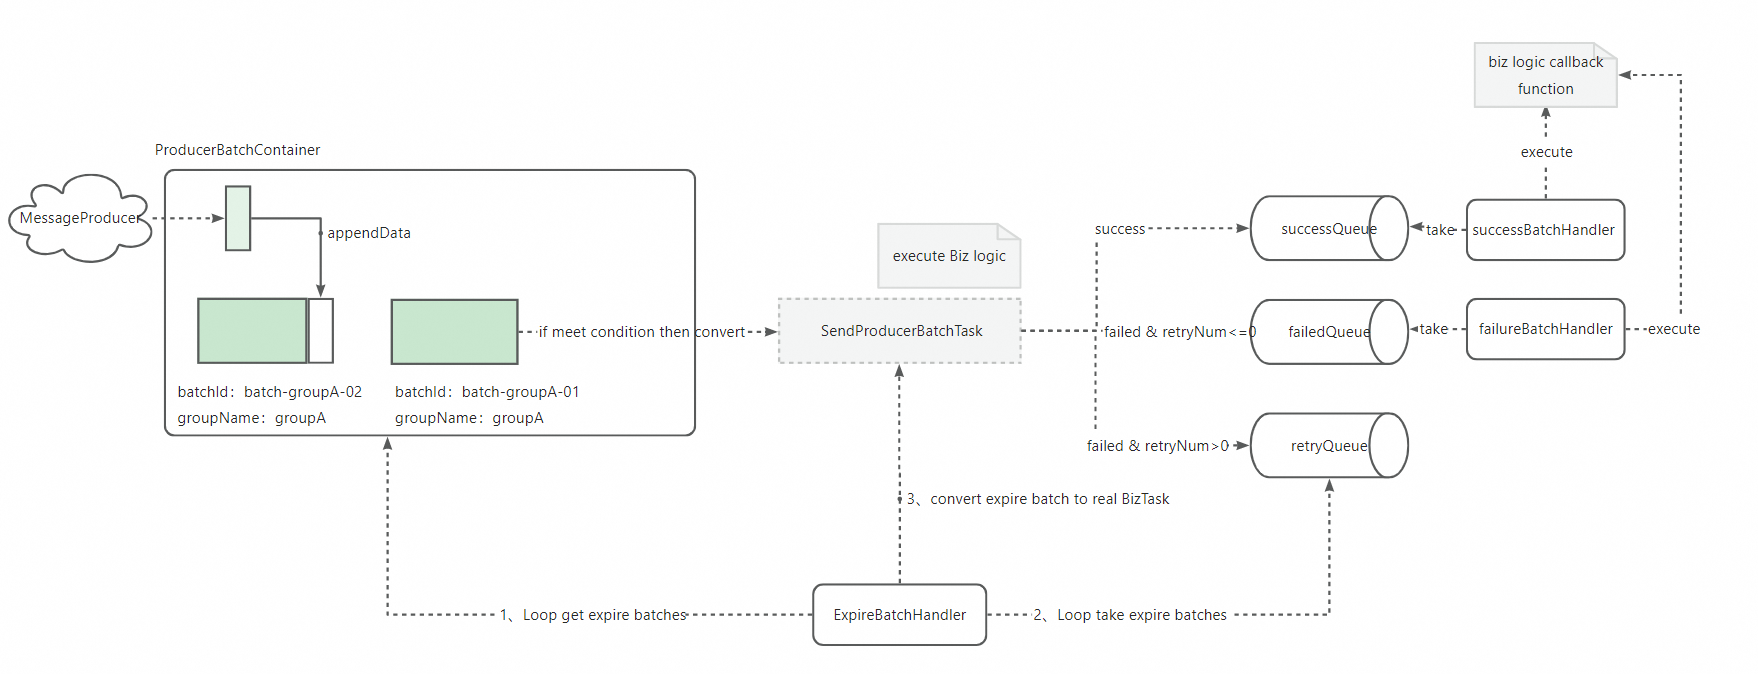 biz logic callback
function
execute
ProducerBatchContainer
MessageProducer
appendData
execute Biz logic
success
successQueue
take
successBatchHandler
if meet condition then convert
SendProducerBatchTask
failed & retryNum<=0
failedQueue
take
failureBatchHandler
execute
batchId：batch-groupA-02
groupName：groupA
batchId：batch-groupA-01
groupName：groupA
failed & retryNum>0
retryQueue
3、convert expire batch to real BizTask
1、Loop get expire batches
ExpireBatchHandler
2、Loop take expire batches